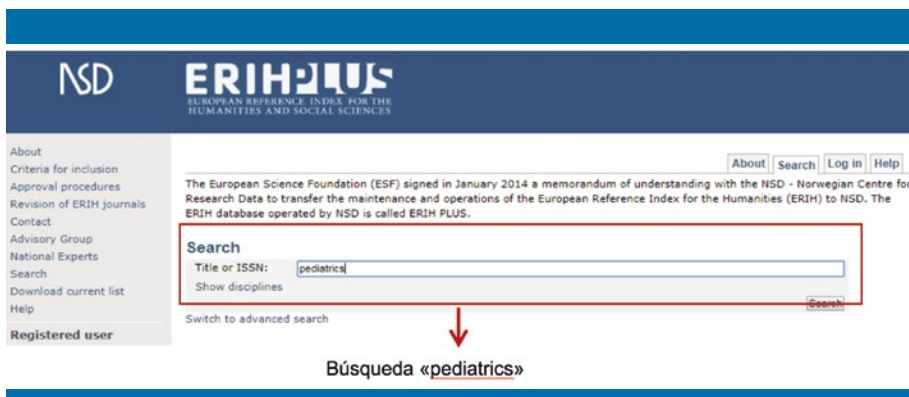 NSD
ERIH PLUS
EUROPEAN REFERENCE INDEX FOR THE
HUMANITIES AND SOCIAL SCIENCES
About
Criteria for inclusion
Approval procedures
Revision of ERIH journals
Contact
Advisory Group
National Experts
Search
Download current list
Help
Registered user
About Search Log in Help
The European Science Foundation (ESF) signed in January 2014 a memorandum of understanding with the NSD - Norwegian Centre for
Research Data to transfer the maintenance and operations of the European Reference Index for the Humanities (ERIH) to NSD. The
ERIH database operated by NSD is called ERIH PLUS.
Search
Title or ISSN: pediatrics
Show disciplines
Search
Switch to advanced search
Búsqueda «pediatrics»